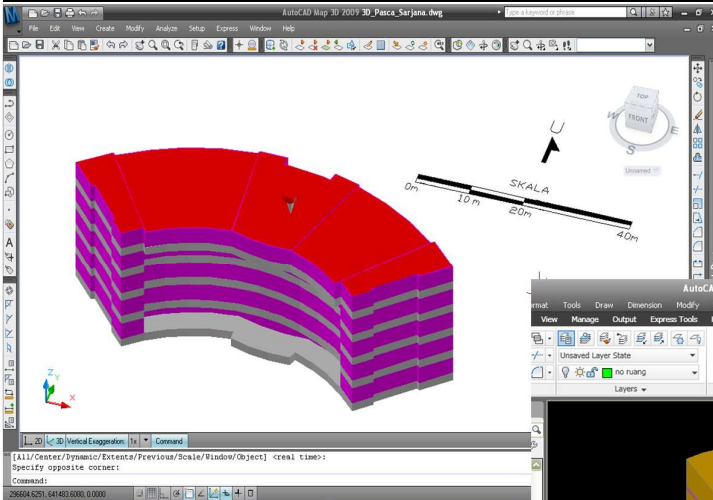 AutoCAD Map 3D 2009 3D_Pasca_Sarjana.dwg
Type a keyword or phrase
File Edit View Create Modify Analyze Setup Express Window Help
TOP
FRONT
W
S
E
Unnamed
U
SKALA
0m
10 m
20m
40m
Z
Y
X
2D 3D Vertical Exaggeration: 1x Command
[All/Center/Dynamic/Extents/Previous/Scale/Window/Object] <real time>:
Specify opposite corner:
Command:
296604.6251, 641483.6080, 0.0000
AutoCA
rmat Tools Draw Dimension Modify
View Manage Output Express Tools
Unsaved Layer State
no ruang
Layers